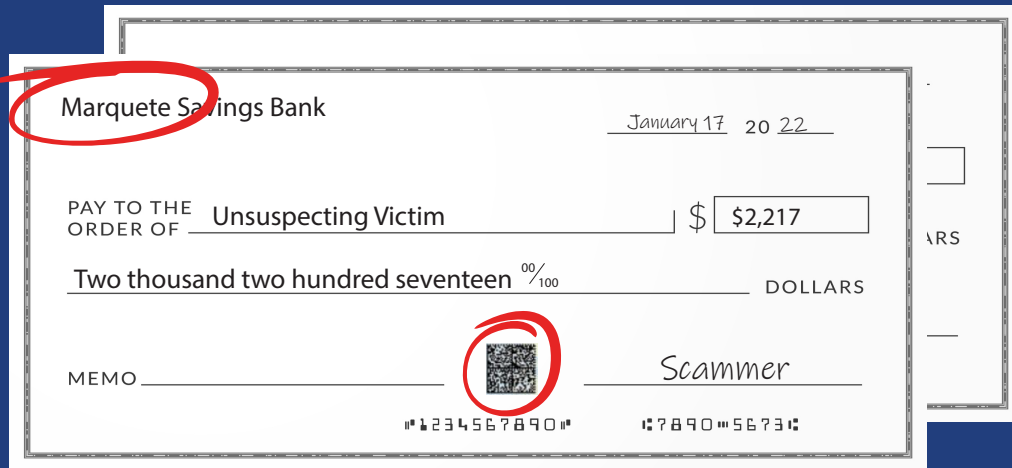 Marquete Savings Bank
January 17 20 22
PAY TO THE
ORDER OF Unsuspecting Victim $ $2,217
ARS
Two thousand two hundred seventeen 00/100 DOLLARS
MEMO Scammer
⑈1234567890⑈ ⑆7890⑉5673⑆